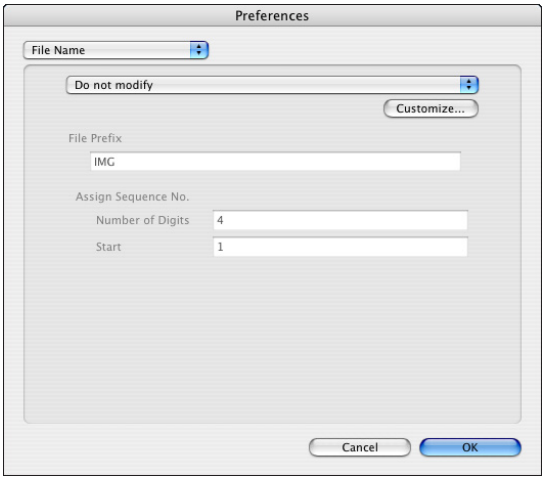 Preferences
File Name
Do not modify
Customize...
File Prefix
IMG
Assign Sequence No.
Number of Digits 4
Start 1
Cancel OK